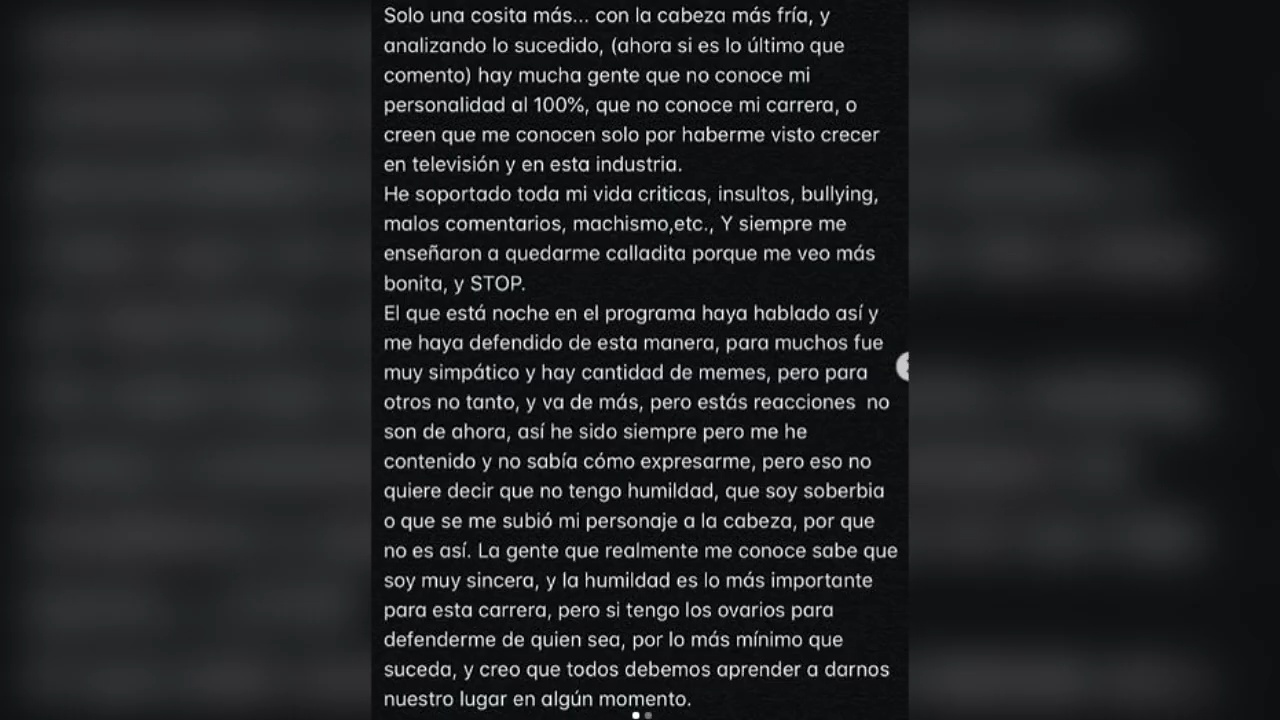 Solo una cosita más... con la cabeza más fría, y
analizando lo sucedido, (ahora si es lo último que
comento) hay mucha gente que no conoce mi
personalidad al 100%, que no conoce mi carrera, o
creen que me conocen solo por haberme visto crecer
en televisión y en esta industria.
He soportado toda mi vida criticas, insultos, bullying,
malos comentarios, machismo,etc., Y siempre me
enseñaron a quedarme calladita porque me veo más
bonita, y STOP.
El que está noche en el programa haya hablado así y
me haya defendido de esta manera, para muchos fue
muy simpático y hay cantidad de memes, pero para
otros no tanto, y va de más, pero estás reacciones  no
son de ahora, así he sido siempre pero me he
contenido y no sabía cómo expresarme, pero eso no
quiere decir que no tengo humildad, que soy soberbia
o que se me subió mi personaje a la cabeza, por que
no es así. La gente que realmente me conoce sabe que
soy muy sincera, y la humildad es lo más importante
para esta carrera, pero si tengo los ovarios para
defenderme de quien sea, por lo más mínimo que
suceda, y creo que todos debemos aprender a darnos
nuestro lugar en algún momento.